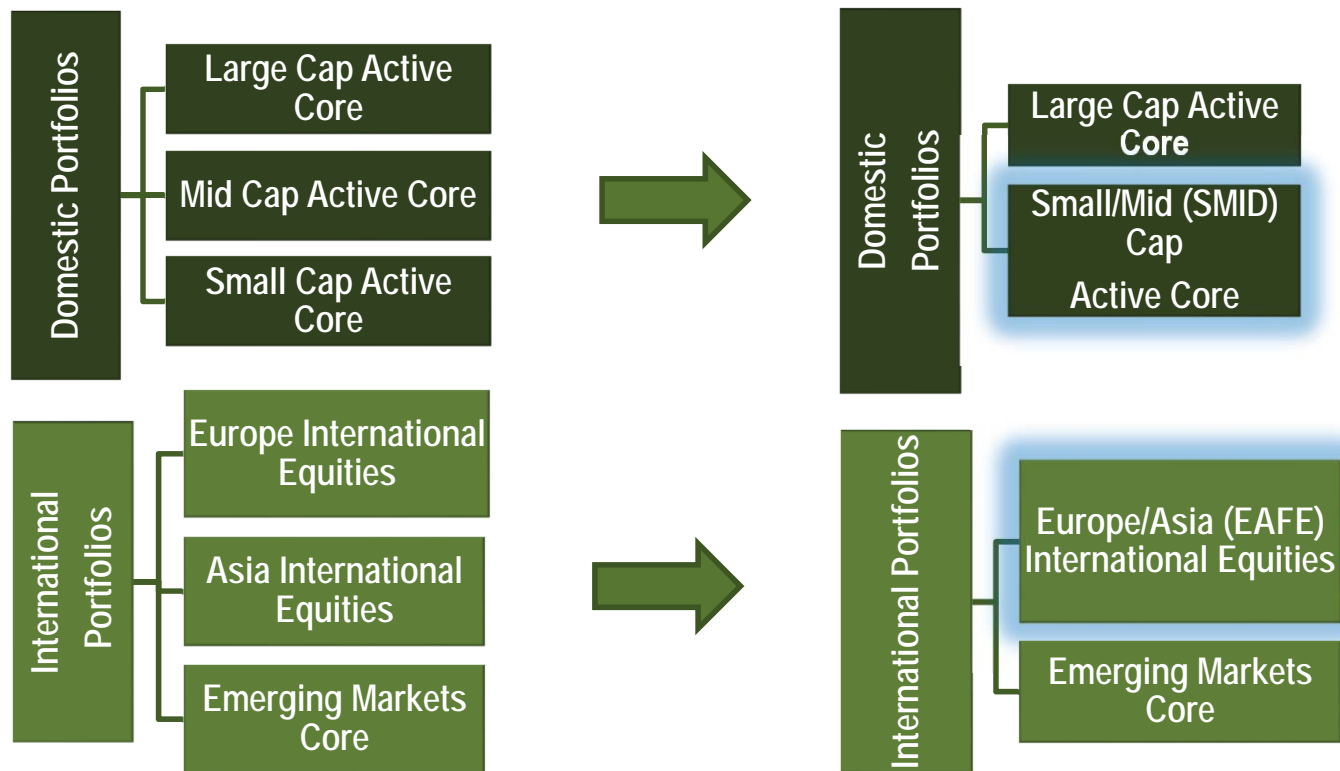 Domestic Portfolios
Large Cap Active
Core
Mid Cap Active Core
Small Cap Active
Core
Domestic
Portfolios
Large Cap Active
Core
Small/Mid (SMID)
Cap
Active Core
International
Portfolios
Europe International
Equities
Asia International
Equities
Emerging Markets
Core
International Portfolios
Europe/Asia (EAFE)
International Equities
Emerging Markets
Core